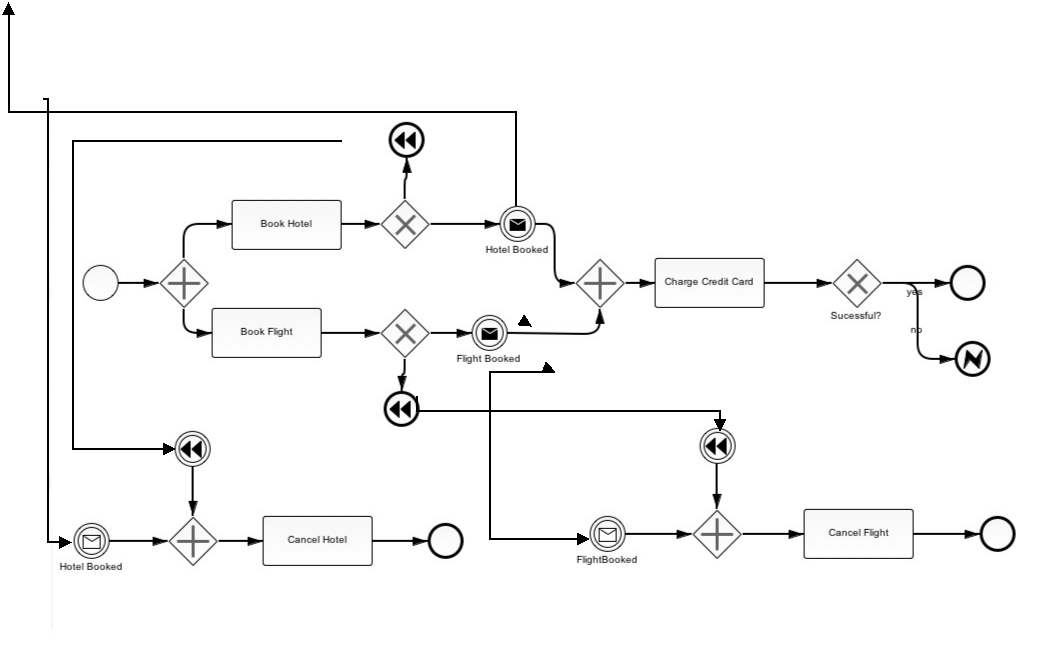 Book Hotel
Hotel Booked
Charge Credit Card
yes
Sucessful?
Book Flight
no
Flight Booked
Cancel Hotel
Hotel Booked
Cancel Flight
FlightBooked